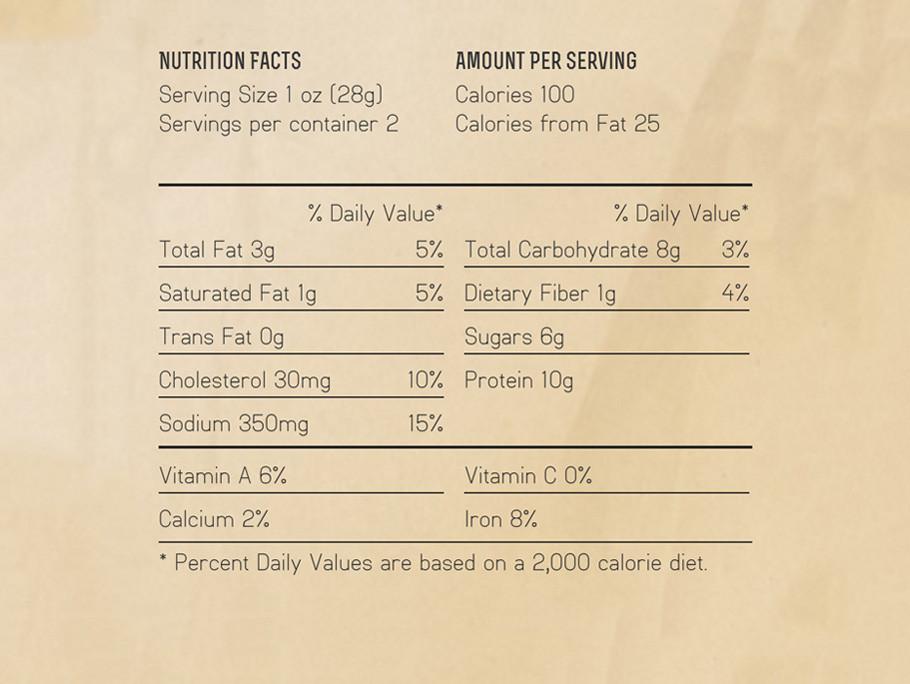 NUTRITION FACTS
Serving Size 1 oz (28g)
Servings per container 2
AMOUNT PER SERVING
Calories 100
Calories from Fat 25
% Daily Value*
Total Fat 3g 5%
Saturated Fat 1g 5%
Trans Fat 0g
Cholesterol 30mg 10%
Sodium 350mg 15%
% Daily Value*
Total Carbohydrate 8g 3%
Dietary Fiber 1g 4%
Sugars 6g
Protein 10g
Vitamin A 6%
Vitamin C 0%
Calcium 2%
Iron 8%
* Percent Daily Values are based on a 2,000 calorie diet.